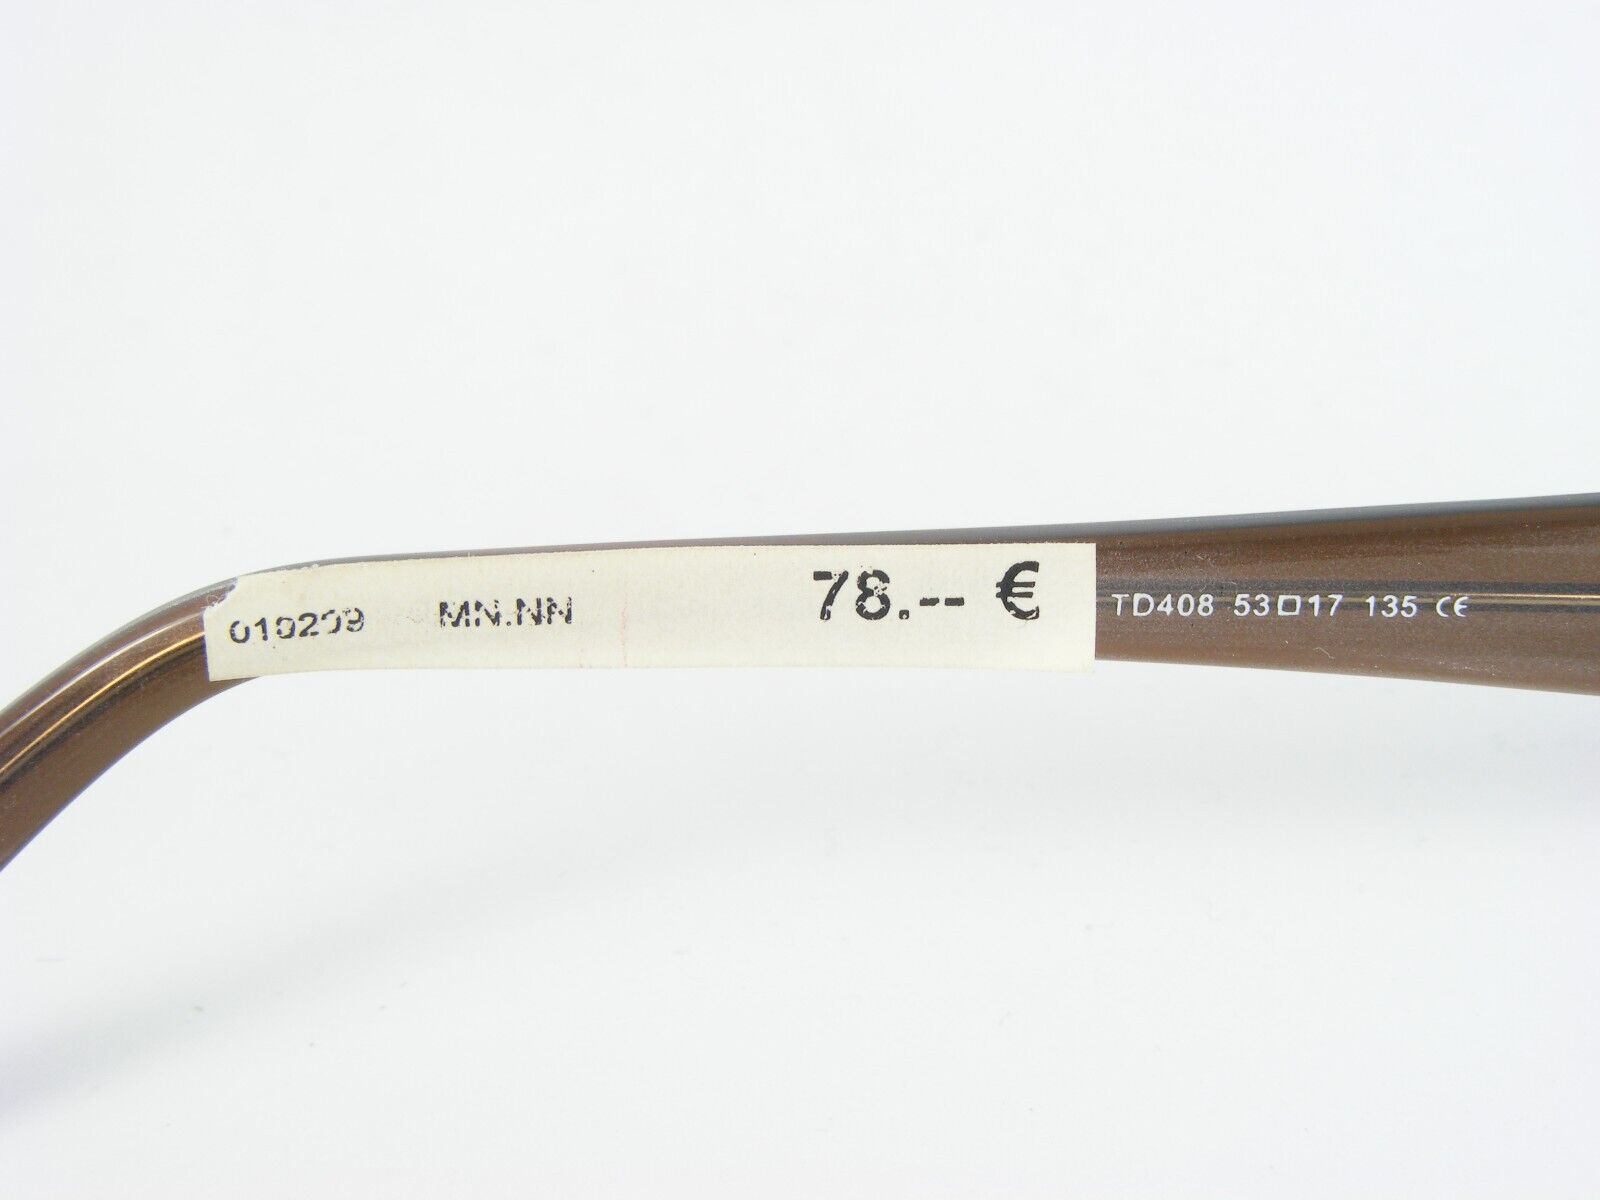 010209 MN.NN 78.-- €
TD408 53□17 135 CE